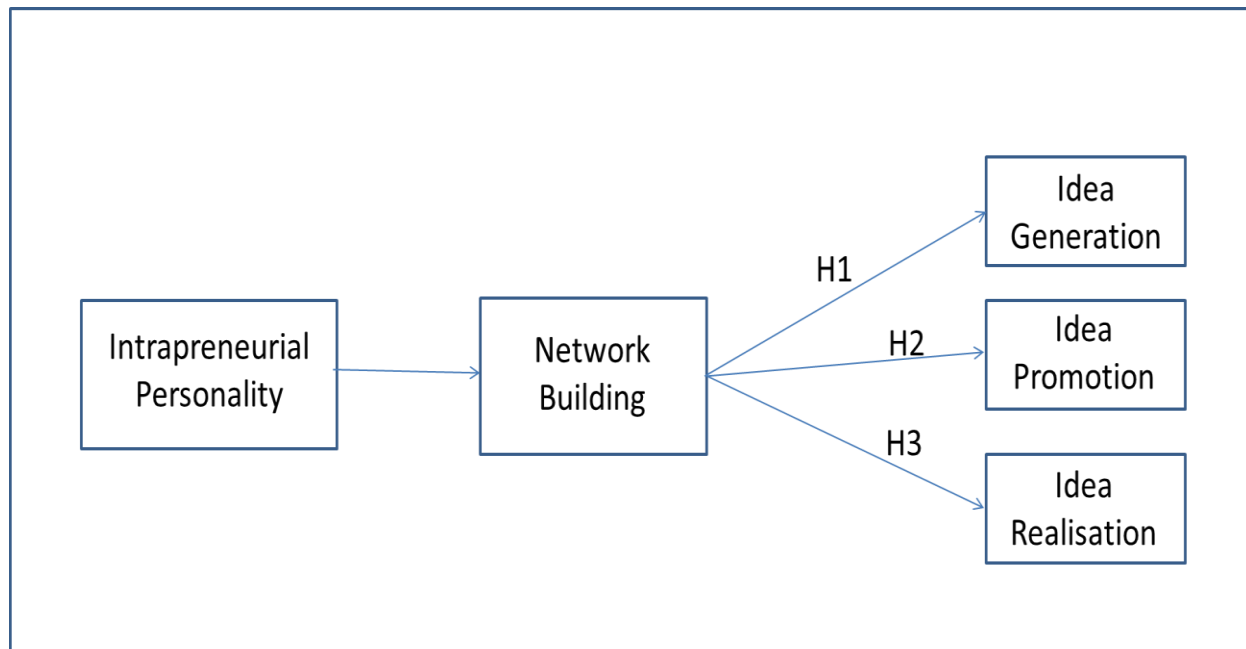 Intrapreneurial
Personality
Network
Building
H1
H2
H3
Idea
Generation
Idea
Promotion
Idea
Realisation